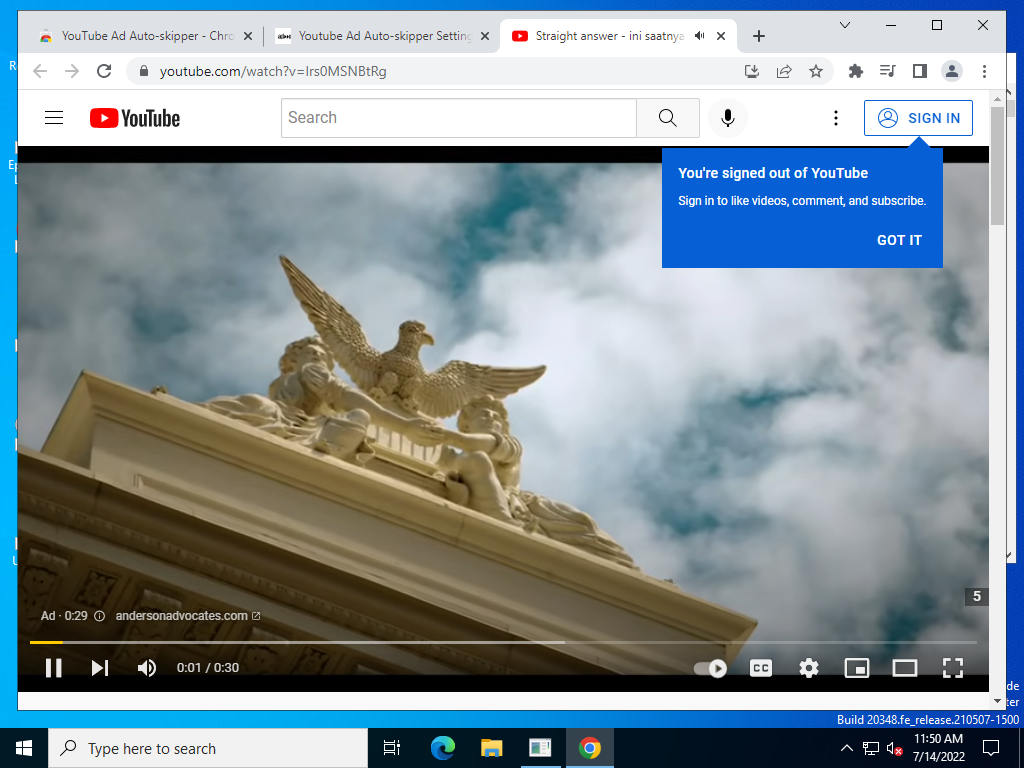 YouTube Ad Auto-skipper - Chro
Youtube Ad Auto-skipper Setting
Straight answer - ini saatnya
youtube.com/watch?v=Irs0MSNBtRg
YouTube
Search
SIGN IN
You're signed out of YouTube
Sign in to like videos, comment, and subscribe.
GOT IT
5
Ad · 0:29
andersonadvocates.com
0:01 / 0:30
CC
Build 20348.fe_release.210507-1500
Type here to search
11:50 AM
7/14/2022